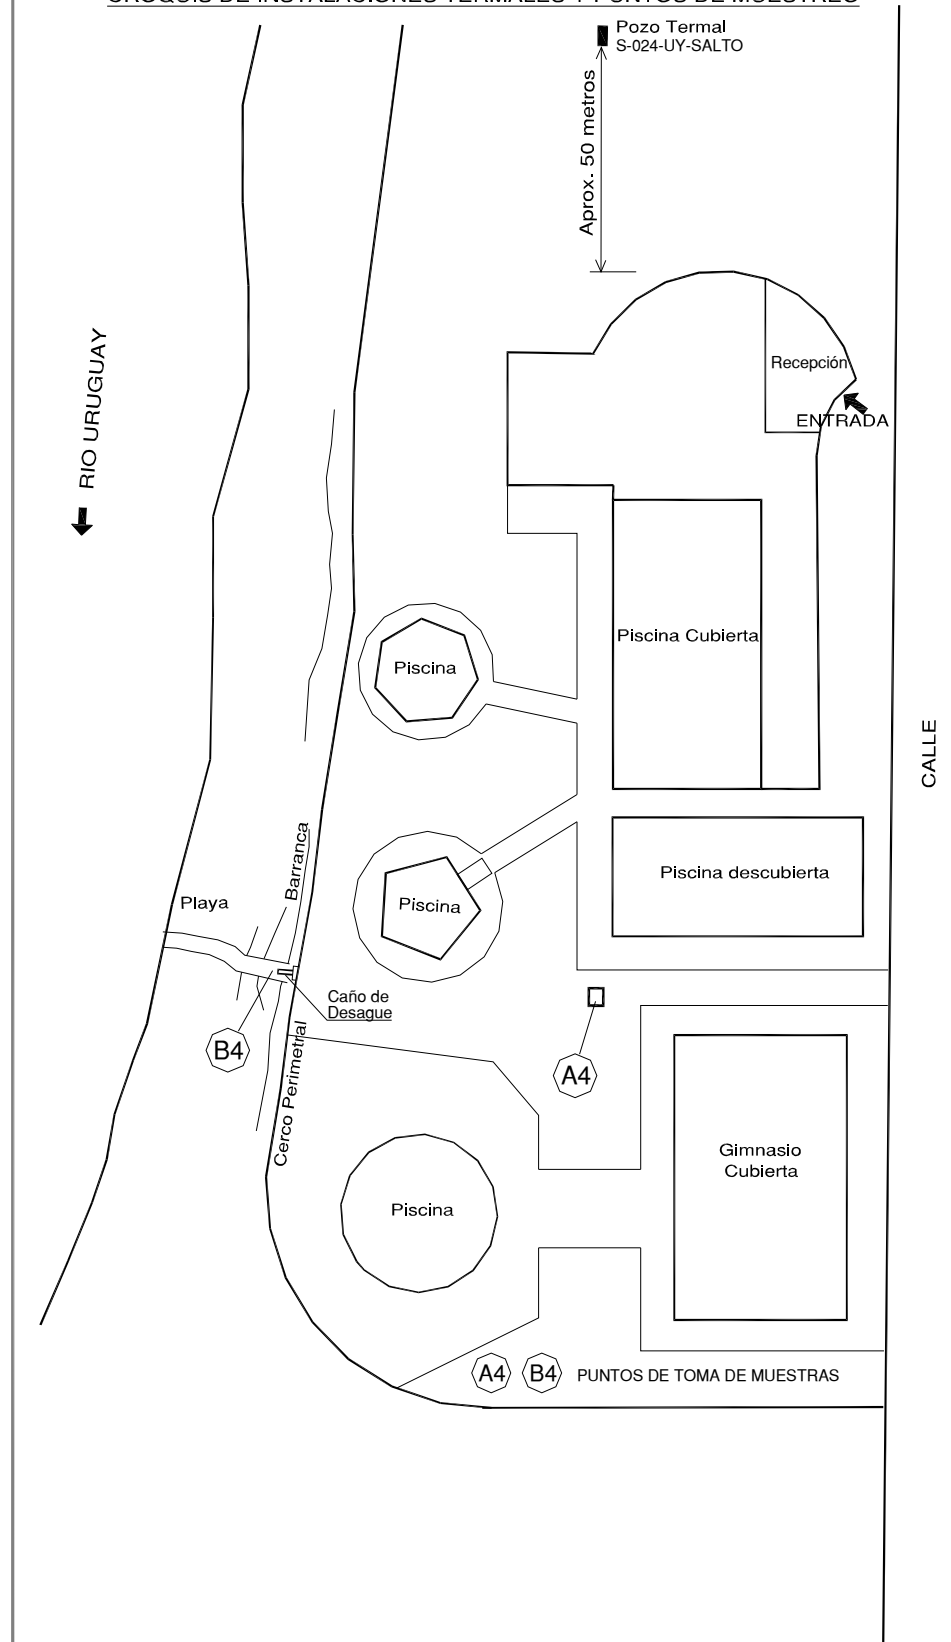 CROQUIS DE INSTALACIONES TERMALES Y PUNTOS DE MUESTREO
Pozo Termal
S-024-UY-SALTO
Aprox. 50 metros
RIO URUGUAY
Recepción
ENTRADA
Piscina Cubierta
Piscina
CALLE
Piscina descubierta
Barranca
Playa
Piscina
Caño de
Desague
B4
Cerco Perimetral
A4
Gimnasio
Cubierta
Piscina
A4 B4 PUNTOS DE TOMA DE MUESTRAS